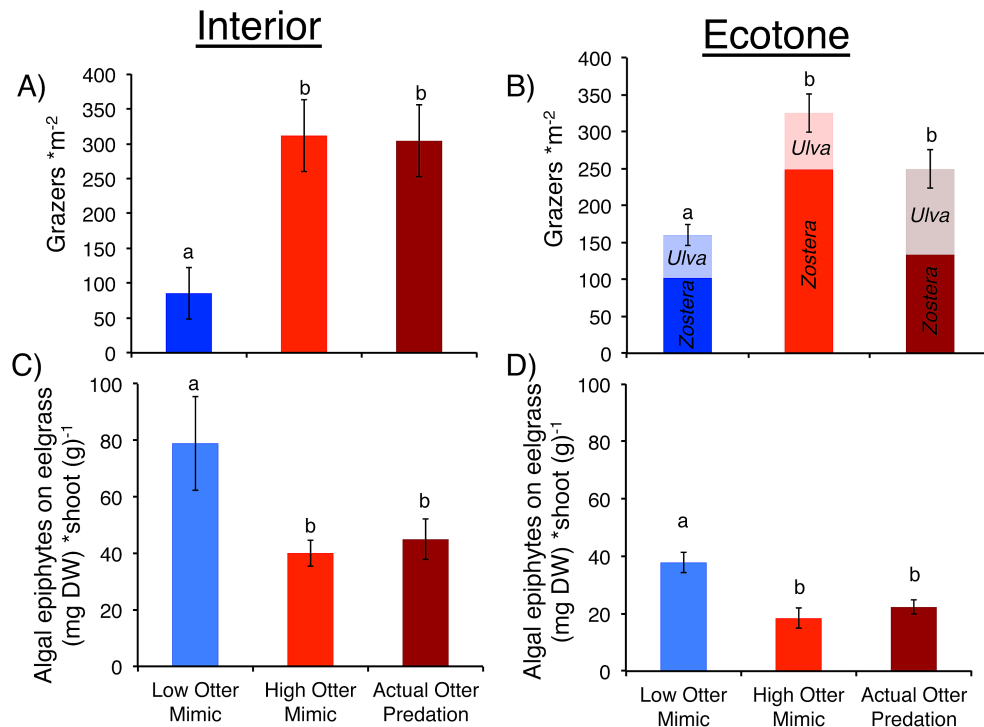 Interior
Ecotone
A)
Grazers *m-2
400
350
300
250
200
150
100
50
0
a
b
b
B)
Grazers *m-2
400
350
300
250
200
150
100
50
0
a
b
b
Ulva
Zostera
Ulva
Zostera
Ulva
Zostera
C)
Algal epiphytes on eelgrass
(mg DW) *shoot (g)-1
100
80
60
40
20
0
a
b
b
Low Otter
Mimic
High Otter
Mimic
Actual Otter
Predation
D)
Algal epiphytes on eelgrass
(mg DW) *shoot (g)-1
100
80
60
40
20
0
a
b
b
Low Otter
Mimic
High Otter
Mimic
Actual Otter
Predation